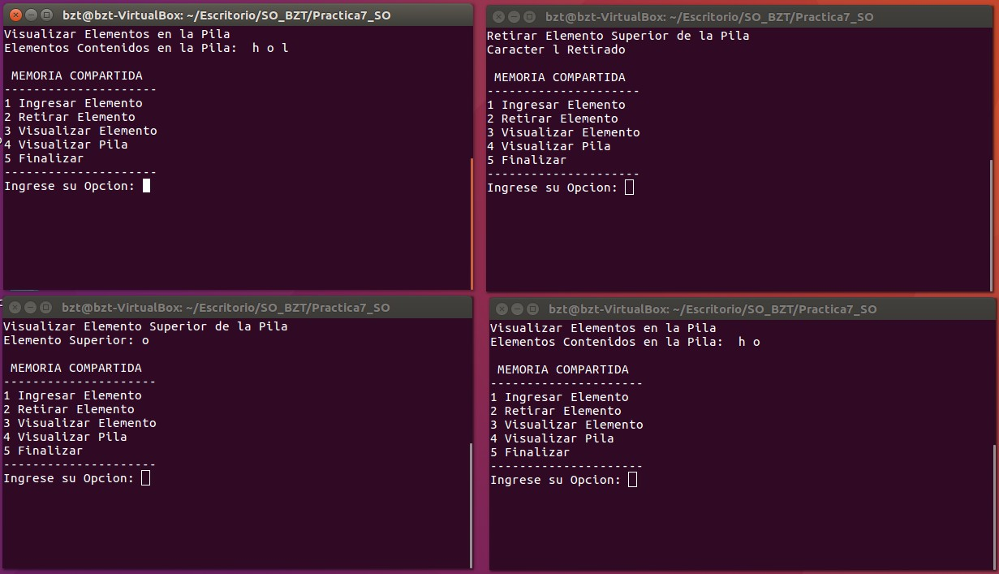 bzt@bzt-VirtualBox: ~/Escritorio/SO_BZT/Practica7_SO
Visualizar Elementos en la Pila
Elementos Contenidos en la Pila:  h o l
 MEMORIA COMPARTIDA
---------------------
1 Ingresar Elemento
2 Retirar Elemento
3 Visualizar Elemento
4 Visualizar Pila
5 Finalizar
---------------------
Ingrese su Opcion:
bzt@bzt-VirtualBox: ~/Escritorio/SO_BZT/Practica7_SO
Retirar Elemento Superior de la Pila
Caracter l Retirado
 MEMORIA COMPARTIDA
---------------------
1 Ingresar Elemento
2 Retirar Elemento
3 Visualizar Elemento
4 Visualizar Pila
5 Finalizar
---------------------
Ingrese su Opcion:
bzt@bzt-VirtualBox: ~/Escritorio/SO_BZT/Practica7_SO
Visualizar Elemento Superior de la Pila
Elemento Superior: o
 MEMORIA COMPARTIDA
---------------------
1 Ingresar Elemento
2 Retirar Elemento
3 Visualizar Elemento
4 Visualizar Pila
5 Finalizar
---------------------
Ingrese su Opcion:
bzt@bzt-VirtualBox: ~/Escritorio/SO_BZT/Practica7_SO
Visualizar Elementos en la Pila
Elementos Contenidos en la Pila:  h o
 MEMORIA COMPARTIDA
---------------------
1 Ingresar Elemento
2 Retirar Elemento
3 Visualizar Elemento
4 Visualizar Pila
5 Finalizar
---------------------
Ingrese su Opcion: